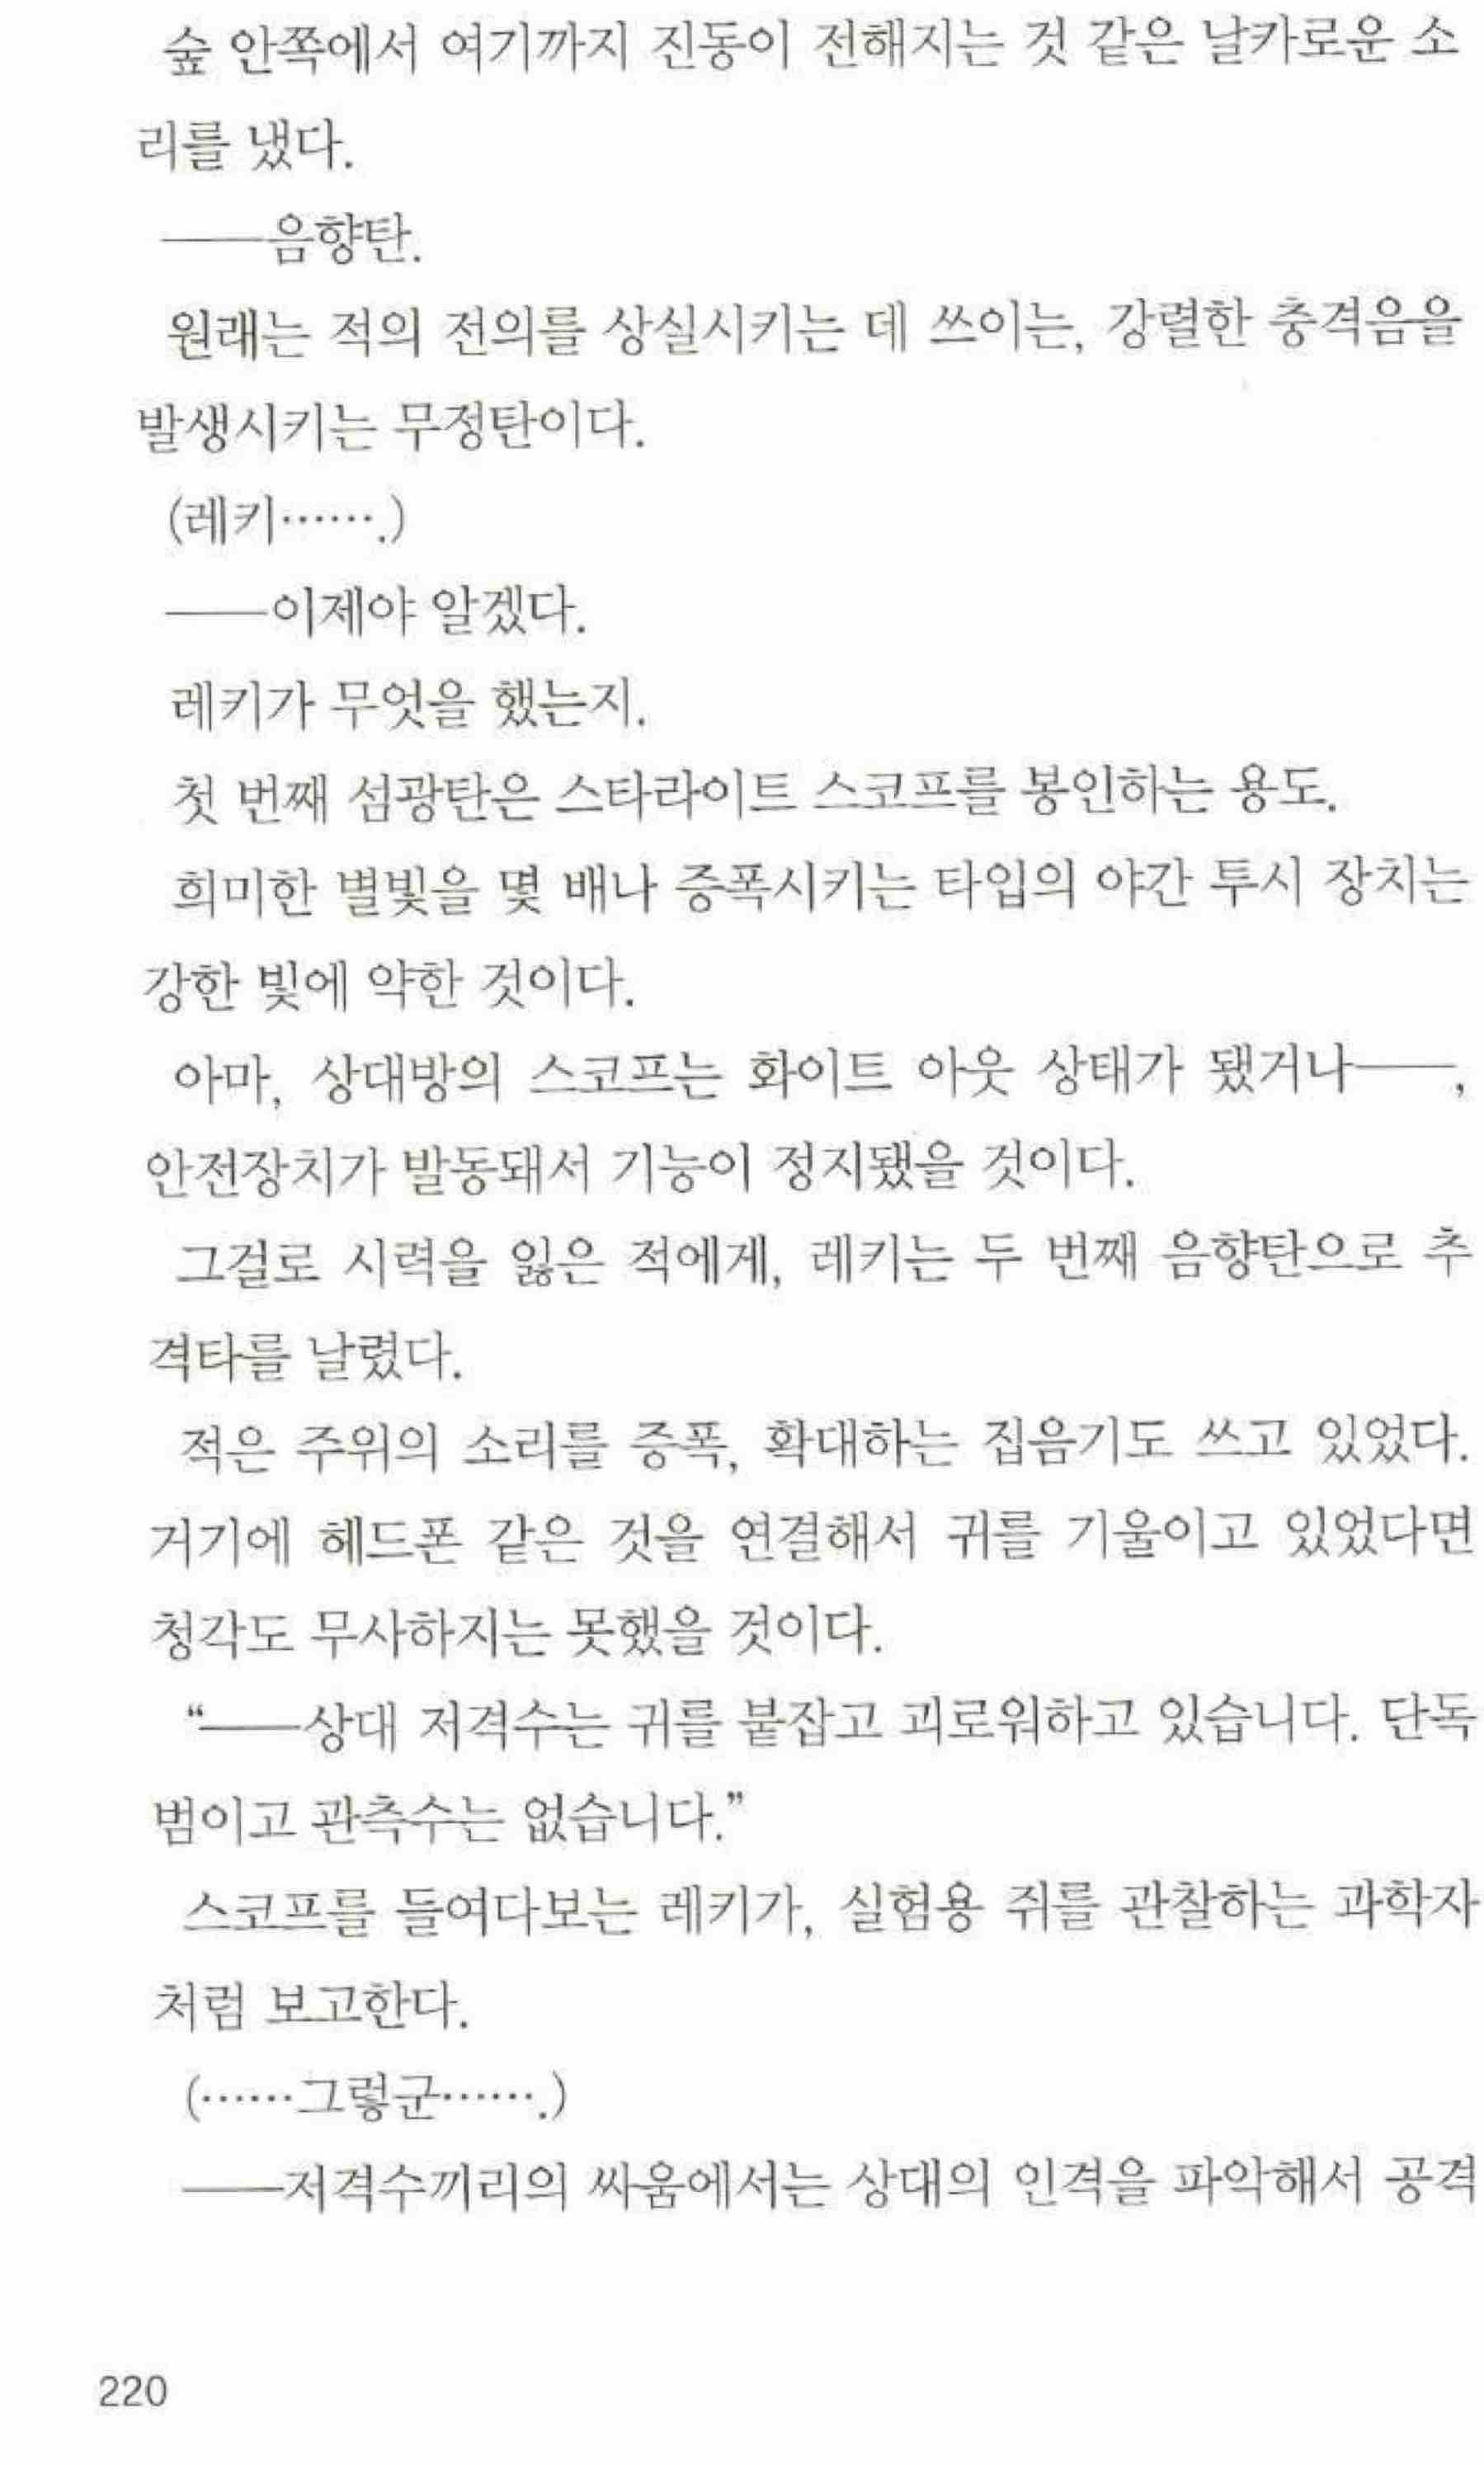 숲 안쪽에서 여기까지 진동이 전해지는 것 같은 날카로운 소
리를 냈다.
──음향탄.
원래는 적의 전의를 상실시키는 데 쓰이는, 강렬한 충격음을
발생시키는 무정탄이다.
(레키…….)
──이제야 알겠다.
레키가 무엇을 했는지.
첫 번째 섬광탄은 스타라이트 스코프를 봉인하는 용도.
희미한 별빛을 몇 배나 증폭시키는 타입의 야간 투시 장치는
강한 빛에 약한 것이다.
아마, 상대방의 스코프는 화이트 아웃 상태가 됐거나──,
안전장치가 발동돼서 기능이 정지됐을 것이다.
그걸로 시력을 잃은 적에게, 레키는 두 번째 음향탄으로 추
격타를 날렸다.
적은 주위의 소리를 증폭, 확대하는 집음기도 쓰고 있었다.
거기에 헤드폰 같은 것을 연결해서 귀를 기울이고 있었다면
청각도 무사하지는 못했을 것이다.
“──상대 저격수는 귀를 붙잡고 괴로워하고 있습니다. 단독
범이고 관측수는 없습니다.”
스코프를 들여다보는 레키가, 실험용 쥐를 관찰하는 과학자
처럼 보고한다.
(……그렇군…….)
──저격수끼리의 싸움에서는 상대의 인격을 파악해서 공격
220